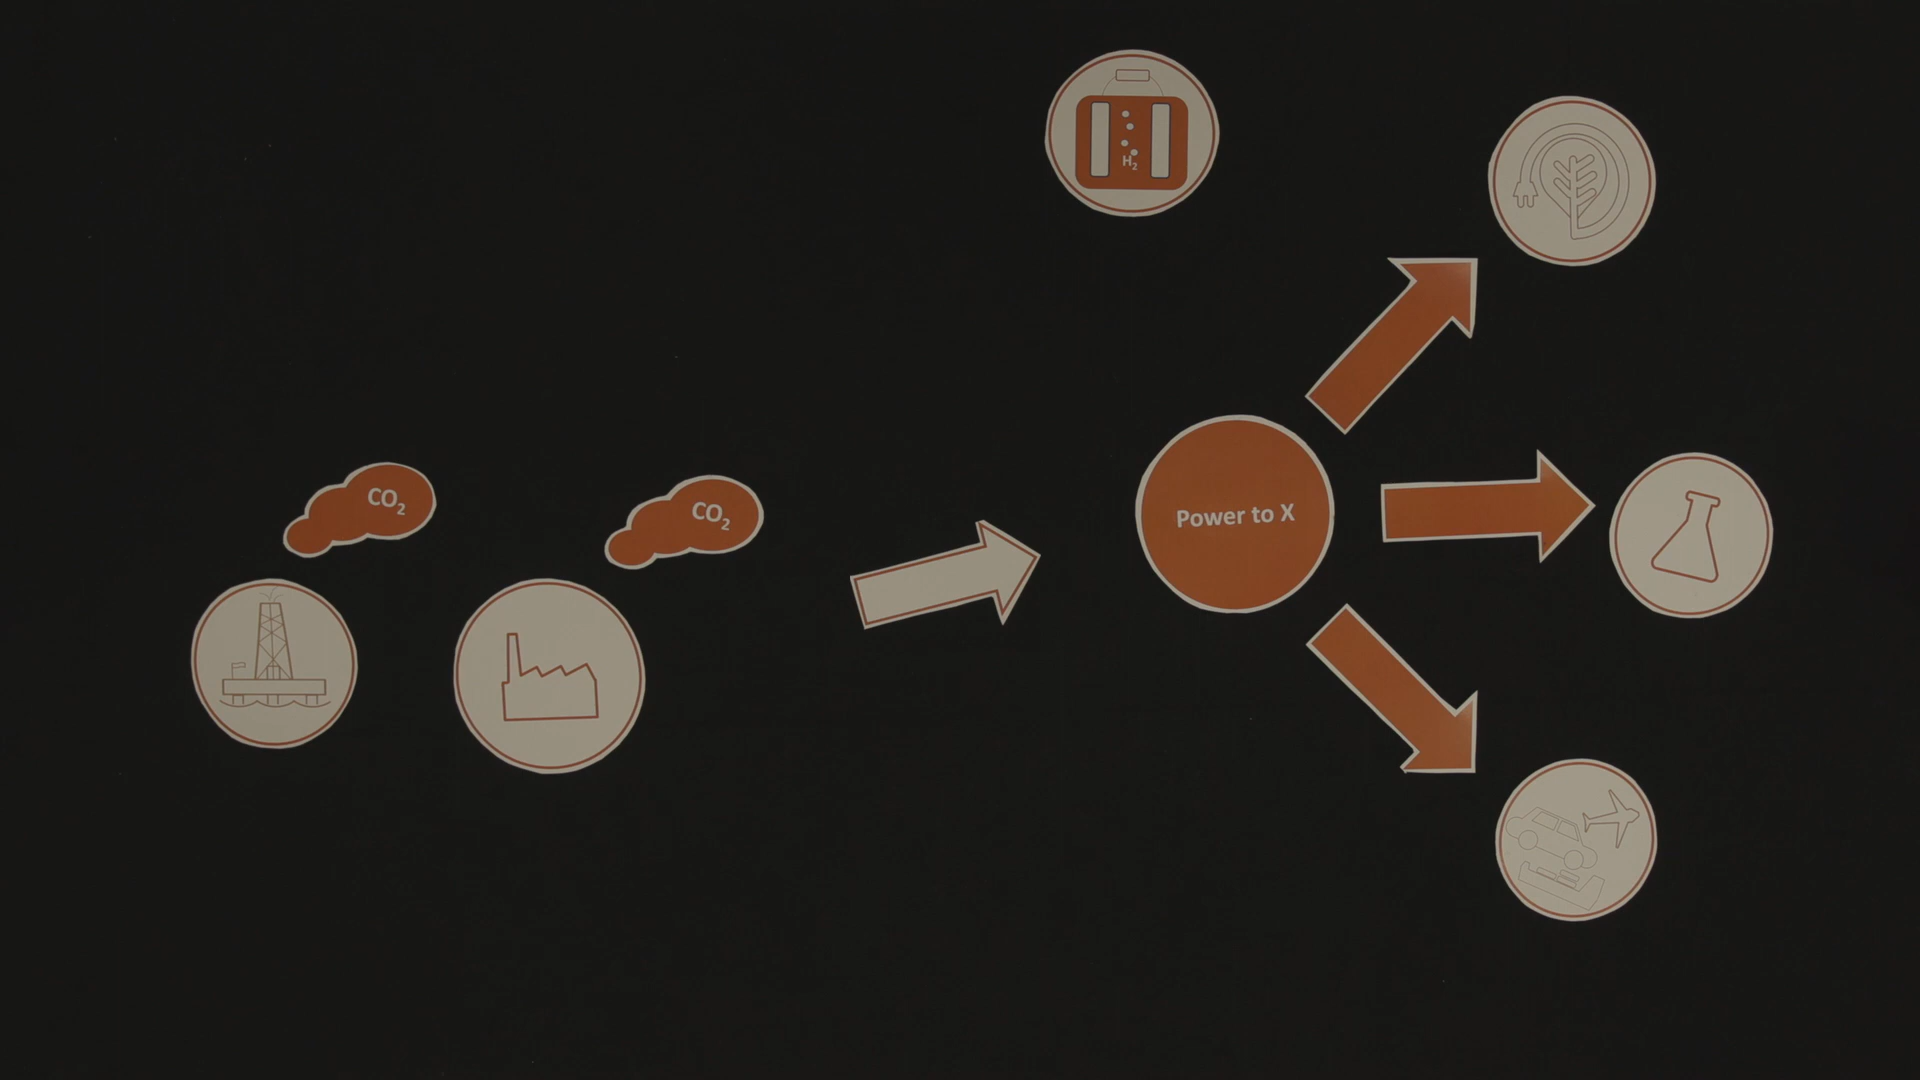 H₂
CO₂
CO₂
Power to X